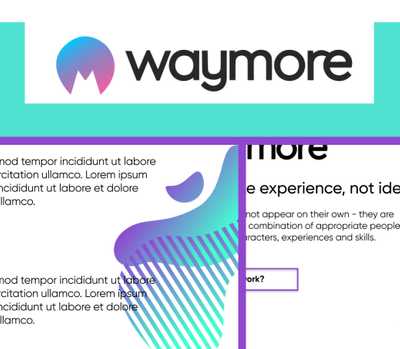 waymore
mod tempor incididunt ut labore
rcitation ullamco. Lorem ipsum
ncididunt ut labore et dolore
llamco.
mod tempor incididunt ut labore
rcitation ullamco. Lorem ipsum
ncididunt ut labore et dolore
llamco.
more
e experience, not ide
not appear on their own - they are
combination of appropriate people
racters, experiences and skills.
ork?